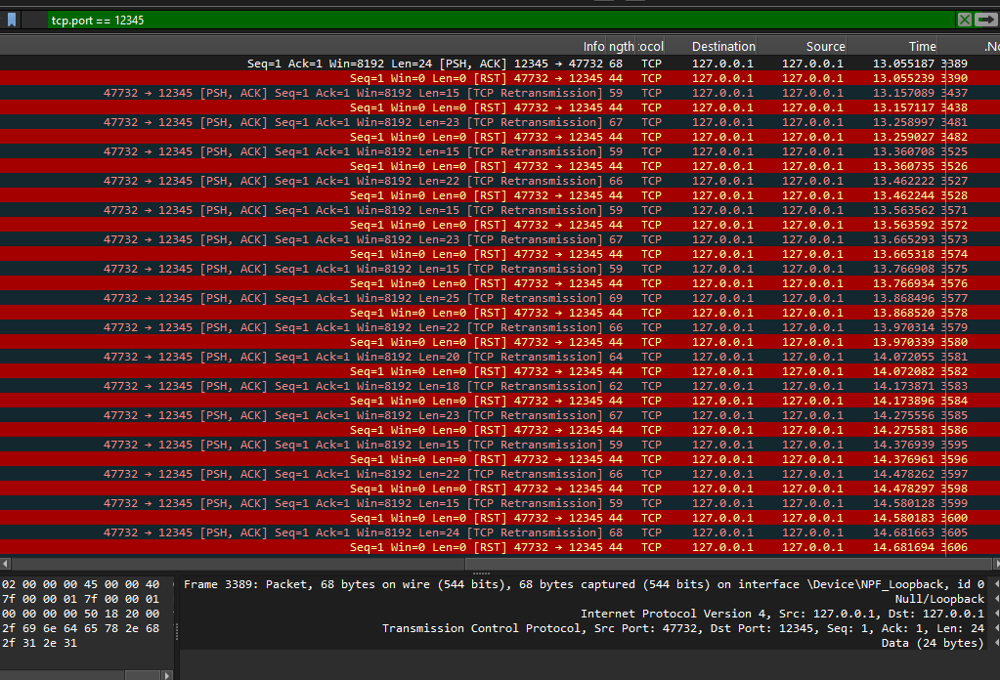 tcp.port == 12345
Info ngth ocol Destination Source Time .No
Seq=1 Ack=1 Win=8192 Len=24 [PSH, ACK] 12345 → 47732 68 TCP 127.0.0.1 127.0.0.1 13.055187 3389
Seq=1 Win=0 Len=0 [RST] 47732 → 12345 44 TCP 127.0.0.1 127.0.0.1 13.055239 3390
47732 → 12345 [PSH, ACK] Seq=1 Ack=1 Win=8192 Len=15 [TCP Retransmission] 59 TCP 127.0.0.1 127.0.0.1 13.157089 3437
Seq=1 Win=0 Len=0 [RST] 47732 → 12345 44 TCP 127.0.0.1 127.0.0.1 13.157117 3438
47732 → 12345 [PSH, ACK] Seq=1 Ack=1 Win=8192 Len=23 [TCP Retransmission] 67 TCP 127.0.0.1 127.0.0.1 13.258997 3481
Seq=1 Win=0 Len=0 [RST] 47732 → 12345 44 TCP 127.0.0.1 127.0.0.1 13.259027 3482
47732 → 12345 [PSH, ACK] Seq=1 Ack=1 Win=8192 Len=15 [TCP Retransmission] 59 TCP 127.0.0.1 127.0.0.1 13.360708 3525
Seq=1 Win=0 Len=0 [RST] 47732 → 12345 44 TCP 127.0.0.1 127.0.0.1 13.360735 3526
47732 → 12345 [PSH, ACK] Seq=1 Ack=1 Win=8192 Len=22 [TCP Retransmission] 66 TCP 127.0.0.1 127.0.0.1 13.462222 3527
Seq=1 Win=0 Len=0 [RST] 47732 → 12345 44 TCP 127.0.0.1 127.0.0.1 13.462244 3528
47732 → 12345 [PSH, ACK] Seq=1 Ack=1 Win=8192 Len=15 [TCP Retransmission] 59 TCP 127.0.0.1 127.0.0.1 13.563562 3571
Seq=1 Win=0 Len=0 [RST] 47732 → 12345 44 TCP 127.0.0.1 127.0.0.1 13.563592 3572
47732 → 12345 [PSH, ACK] Seq=1 Ack=1 Win=8192 Len=23 [TCP Retransmission] 67 TCP 127.0.0.1 127.0.0.1 13.665293 3573
Seq=1 Win=0 Len=0 [RST] 47732 → 12345 44 TCP 127.0.0.1 127.0.0.1 13.665318 3574
47732 → 12345 [PSH, ACK] Seq=1 Ack=1 Win=8192 Len=15 [TCP Retransmission] 59 TCP 127.0.0.1 127.0.0.1 13.766908 3575
Seq=1 Win=0 Len=0 [RST] 47732 → 12345 44 TCP 127.0.0.1 127.0.0.1 13.766934 3576
47732 → 12345 [PSH, ACK] Seq=1 Ack=1 Win=8192 Len=25 [TCP Retransmission] 69 TCP 127.0.0.1 127.0.0.1 13.868496 3577
Seq=1 Win=0 Len=0 [RST] 47732 → 12345 44 TCP 127.0.0.1 127.0.0.1 13.868520 3578
47732 → 12345 [PSH, ACK] Seq=1 Ack=1 Win=8192 Len=22 [TCP Retransmission] 66 TCP 127.0.0.1 127.0.0.1 13.970314 3579
Seq=1 Win=0 Len=0 [RST] 47732 → 12345 44 TCP 127.0.0.1 127.0.0.1 13.970339 3580
47732 → 12345 [PSH, ACK] Seq=1 Ack=1 Win=8192 Len=20 [TCP Retransmission] 64 TCP 127.0.0.1 127.0.0.1 14.072055 3581
Seq=1 Win=0 Len=0 [RST] 47732 → 12345 44 TCP 127.0.0.1 127.0.0.1 14.072082 3582
47732 → 12345 [PSH, ACK] Seq=1 Ack=1 Win=8192 Len=18 [TCP Retransmission] 62 TCP 127.0.0.1 127.0.0.1 14.173871 3583
Seq=1 Win=0 Len=0 [RST] 47732 → 12345 44 TCP 127.0.0.1 127.0.0.1 14.173896 3584
47732 → 12345 [PSH, ACK] Seq=1 Ack=1 Win=8192 Len=23 [TCP Retransmission] 67 TCP 127.0.0.1 127.0.0.1 14.275556 3585
Seq=1 Win=0 Len=0 [RST] 47732 → 12345 44 TCP 127.0.0.1 127.0.0.1 14.275581 3586
47732 → 12345 [PSH, ACK] Seq=1 Ack=1 Win=8192 Len=15 [TCP Retransmission] 59 TCP 127.0.0.1 127.0.0.1 14.376939 3595
Seq=1 Win=0 Len=0 [RST] 47732 → 12345 44 TCP 127.0.0.1 127.0.0.1 14.376961 3596
47732 → 12345 [PSH, ACK] Seq=1 Ack=1 Win=8192 Len=22 [TCP Retransmission] 66 TCP 127.0.0.1 127.0.0.1 14.478262 3597
Seq=1 Win=0 Len=0 [RST] 47732 → 12345 44 TCP 127.0.0.1 127.0.0.1 14.478297 3598
47732 → 12345 [PSH, ACK] Seq=1 Ack=1 Win=8192 Len=15 [TCP Retransmission] 59 TCP 127.0.0.1 127.0.0.1 14.580128 3599
Seq=1 Win=0 Len=0 [RST] 47732 → 12345 44 TCP 127.0.0.1 127.0.0.1 14.580183 3600
47732 → 12345 [PSH, ACK] Seq=1 Ack=1 Win=8192 Len=24 [TCP Retransmission] 68 TCP 127.0.0.1 127.0.0.1 14.681663 3605
Seq=1 Win=0 Len=0 [RST] 47732 → 12345 44 TCP 127.0.0.1 127.0.0.1 14.681694 3606
02 00 00 00 45 00 00 40
7f 00 00 01 7f 00 00 01
00 00 00 00 50 18 20 00
2f 69 6e 64 65 78 2e 68
2f 31 2e 31
Frame 3389: Packet, 68 bytes on wire (544 bits), 68 bytes captured (544 bits) on interface \Device\NPF_Loopback, id 0
Null/Loopback
Internet Protocol Version 4, Src: 127.0.0.1, Dst: 127.0.0.1
Transmission Control Protocol, Src Port: 47732, Dst Port: 12345, Seq: 1, Ack: 1, Len: 24
Data (24 bytes)